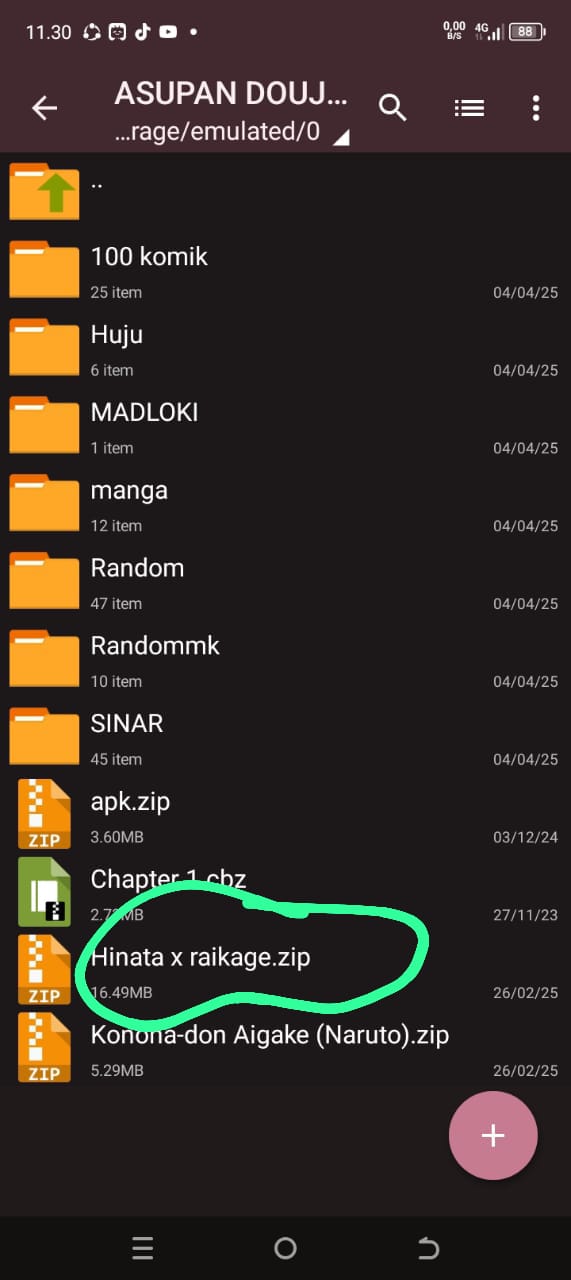 11.30
0,00 B/S
4G
88
ASUPAN DOUJ...
...rage/emulated/0
..
100 komik
25 item
04/04/25
Huju
6 item
04/04/25
MADLOKI
1 item
04/04/25
manga
12 item
04/04/25
Random
47 item
04/04/25
Randommk
10 item
04/04/25
SINAR
45 item
04/04/25
ZIP
apk.zip
3.60MB
03/12/24
Chapter 1.cbz
MB
27/11/23
ZIP
Hinata x raikage.zip
16.49MB
26/02/25
ZIP
Konoha-don Aigake (Naruto).zip
5.29MB
26/02/25